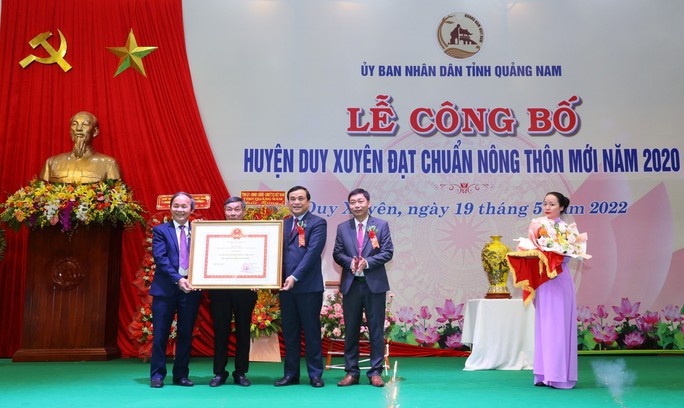 ỦY BAN NHÂN DÂN TỈNH QUẢNG NAM
LỄ CÔNG BỐ
HUYỆN DUY XUYÊN ĐẠT CHUẨN NÔNG THÔN MỚI NĂM 2020
Duy Xuyên, ngày 19 tháng 5 năm 2022